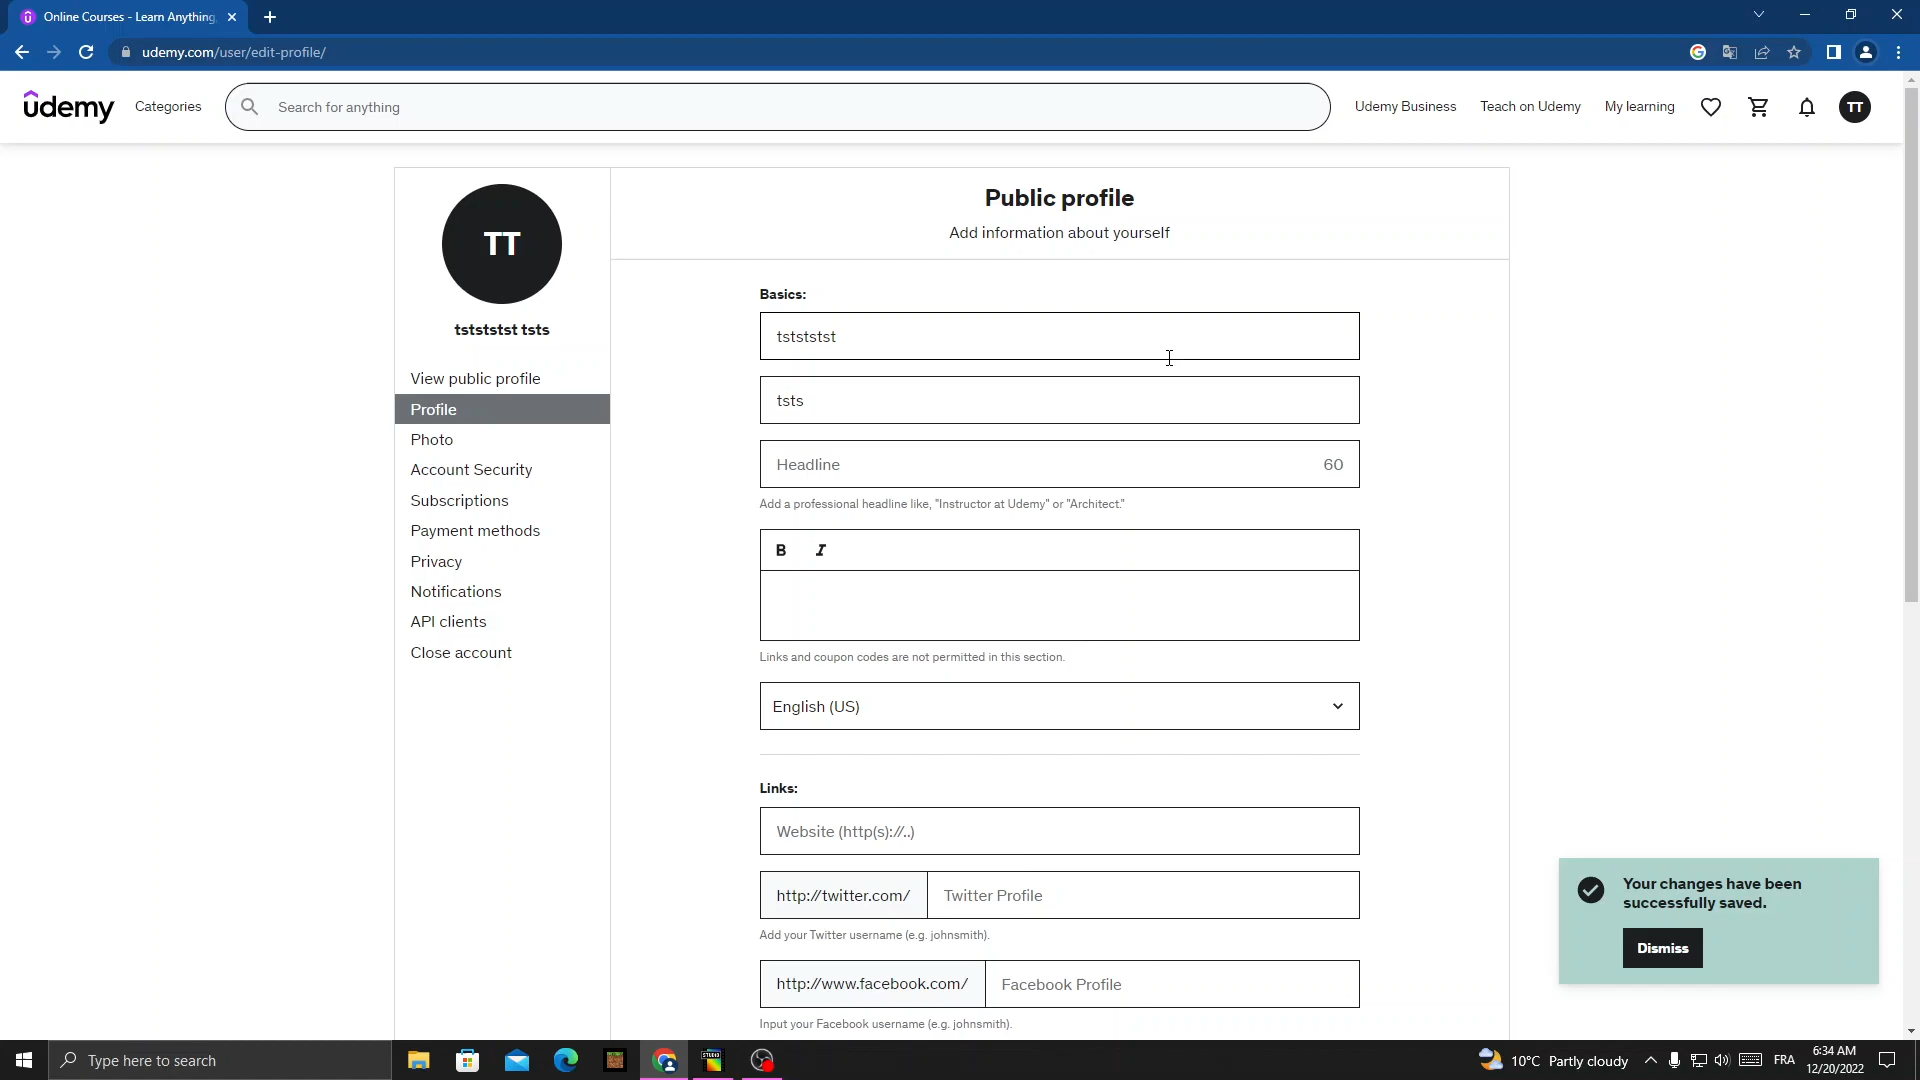 Online Courses - Learn Anything,
udemy.com/user/edit-profile/
udemy
Categories
Search for anything
Udemy Business
Teach on Udemy
My learning
TT
TT
tstststst tsts
View public profile
Profile
Photo
Account Security
Subscriptions
Payment methods
Privacy
Notifications
API clients
Close account
Public profile
Add information about yourself
Basics:
tstststst
tsts
Headline 60
Add a professional headline like, "Instructor at Udemy" or "Architect."
B I
Links and coupon codes are not permitted in this section.
English (US)
Links:
Website (http(s)://..)
http://twitter.com/ Twitter Profile
Add your Twitter username (e.g. johnsmith).
http://www.facebook.com/ Facebook Profile
Input your Facebook username (e.g. johnsmith).
Your changes have been
successfully saved.
Dismiss
Type here to search
STUDIO
10°C Partly cloudy
FRA
6:34 AM
12/20/2022